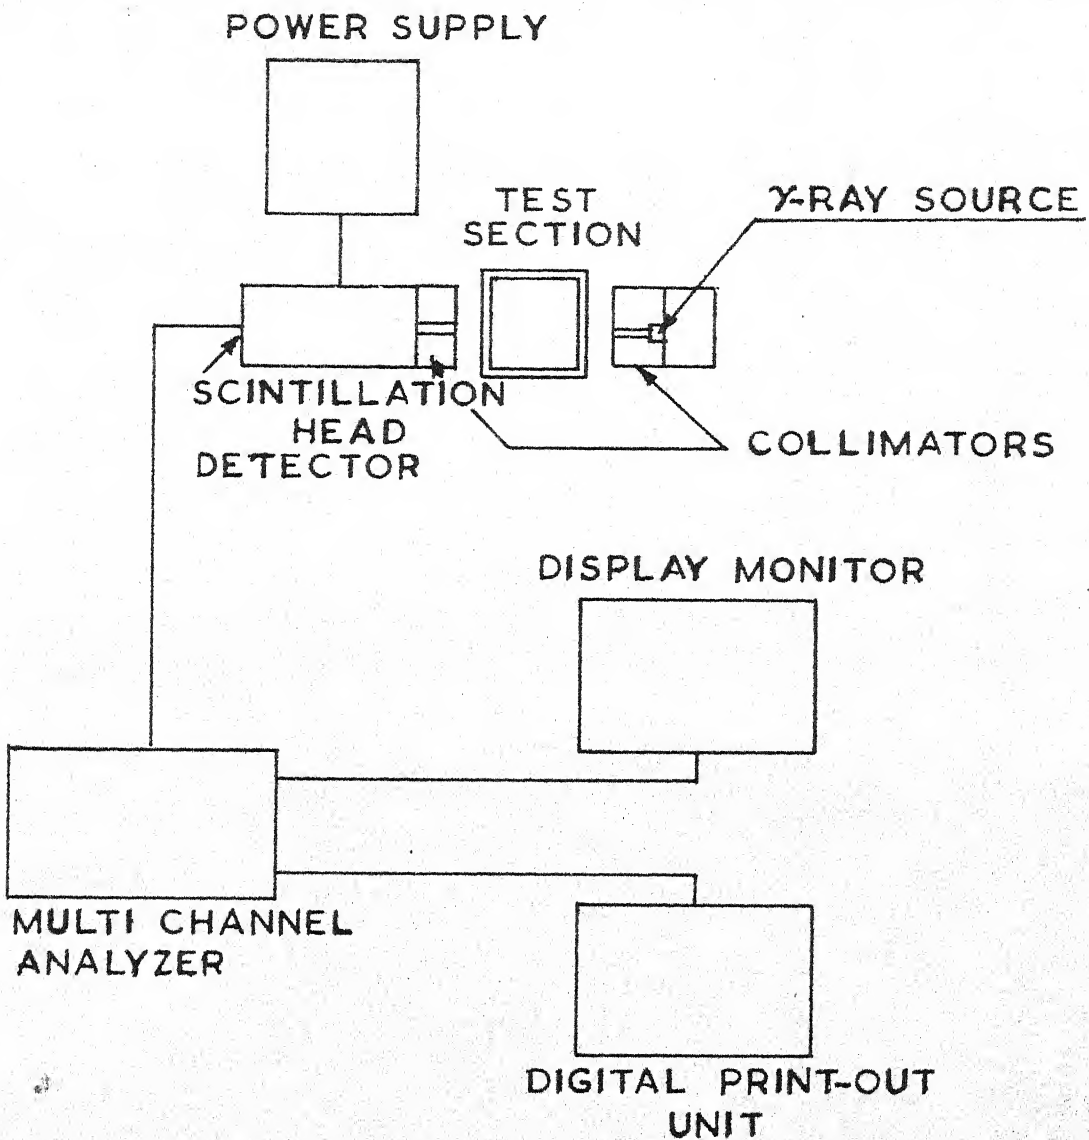 POWER SUPPLY
TEST
SECTION
γ-RAY SOURCE
SCINTILLATION
HEAD
DETECTOR
COLLIMATORS
DISPLAY MONITOR
MULTI CHANNEL
ANALYZER
DIGITAL PRINT-OUT
UNIT